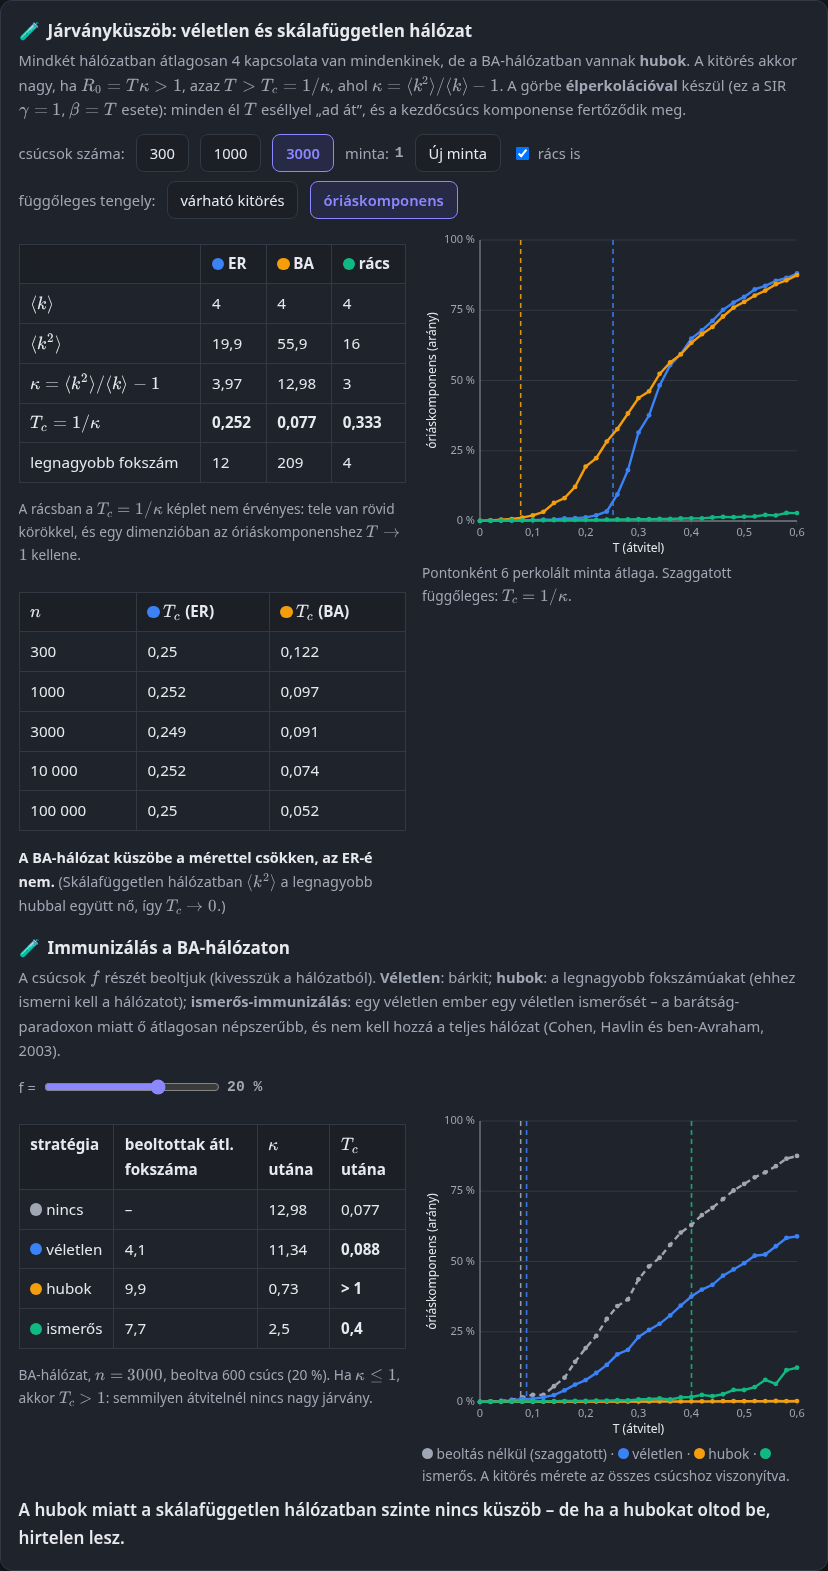 🧪 Járványküszöb: véletlen és skálafüggetlen hálózat
Mindkét hálózatban átlagosan 4 kapcsolata van mindenkinek, de a BA-hálózatban vannak hubok. A kitörés akkor
nagy, ha R₀ = Tκ > 1, azaz T > T_c = 1/κ, ahol κ = ⟨k²⟩/⟨k⟩ − 1. A görbe élperkolációval készül (ez a SIR
γ = 1, β = T esete): minden él T eséllyel „ad át”, és a kezdőcsúcs komponense fertőződik meg.
csúcsok száma: 300 1000 3000 minta: 1 Új minta rács is
függőleges tengely: várható kitörés óriáskomponens
ER BA rács
⟨k⟩ 4 4 4
⟨k²⟩ 19,9 55,9 16
κ = ⟨k²⟩/⟨k⟩ − 1 3,97 12,98 3
T_c = 1/κ 0,252 0,077 0,333
legnagyobb fokszám 12 209 4
A rácsban a T_c = 1/κ képlet nem érvényes: tele van rövid
körökkel, és egy dimenzióban az óriáskomponenshez T →
1 kellene.
100 %
75 %
50 %
25 %
0 %
óriáskomponens (arány)
0 0,1 0,2 0,3 0,4 0,5 0,6
T (átvitel)
Pontonként 6 perkolált minta átlaga. Szaggatott
függőleges: T_c = 1/κ.
n T_c (ER) T_c (BA)
300 0,25 0,122
1000 0,252 0,097
3000 0,249 0,091
10 000 0,252 0,074
100 000 0,25 0,052
A BA-hálózat küszöbe a mérettel csökken, az ER-é
nem. (Skálafüggetlen hálózatban ⟨k²⟩ a legnagyobb
hubbal együtt nő, így T_c → 0.)
🧪 Immunizálás a BA-hálózaton
A csúcsok f részét beoltjuk (kivesszük a hálózatból). Véletlen: bárkit; hubok: a legnagyobb fokszámúakat (ehhez
ismerni kell a hálózatot); ismerős-immunizálás: egy véletlen ember egy véletlen ismerősét – a barátság-
paradoxon miatt ő átlagosan népszerűbb, és nem kell hozzá a teljes hálózat (Cohen, Havlin és ben-Avraham,
2003).
f = 20 %
stratégia beoltottak átl. κ T_c
fokszáma utána utána
nincs – 12,98 0,077
véletlen 4,1 11,34 0,088
hubok 9,9 0,73 > 1
ismerős 7,7 2,5 0,4
BA-hálózat, n = 3000, beoltva 600 csúcs (20 %). Ha κ ≤ 1,
akkor T_c > 1: semmilyen átvitelnél nincs nagy járvány.
100 %
75 %
50 %
25 %
0 %
óriáskomponens (arány)
0 0,1 0,2 0,3 0,4 0,5 0,6
T (átvitel)
beoltás nélkül (szaggatott) · véletlen · hubok ·
ismerős. A kitörés mérete az összes csúcshoz viszonyítva.
A hubok miatt a skálafüggetlen hálózatban szinte nincs küszöb – de ha a hubokat oltod be,
hirtelen lesz.